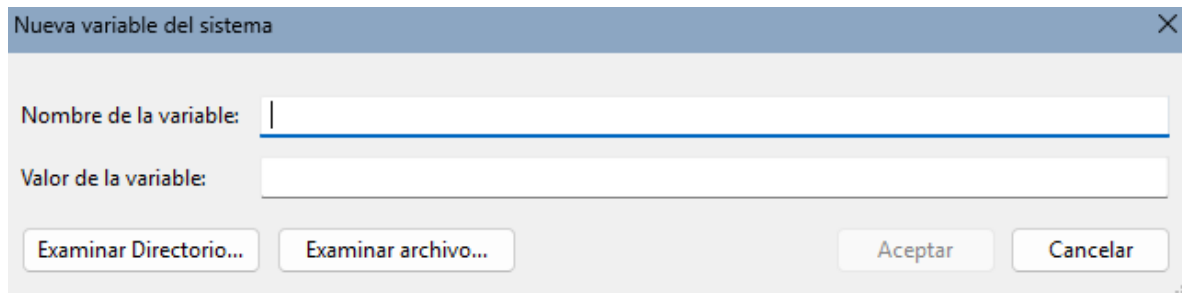 Nueva variable del sistema
Nombre de la variable:
Valor de la variable:
Examinar Directorio... Examinar archivo... Aceptar Cancelar